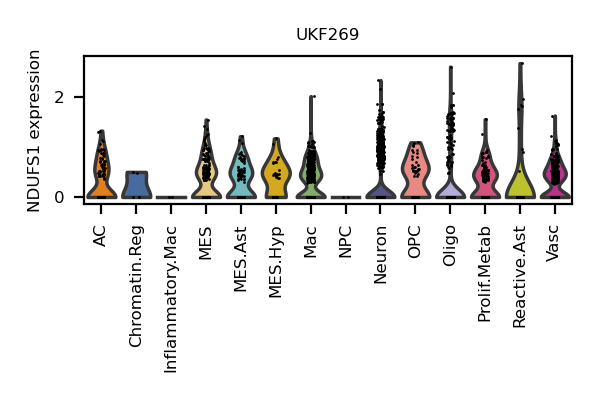 UKF269
NDUFS1 expression
2
0
AC
Chromatin.Reg
Inflammatory.Mac
MES
MES.Ast
MES.Hyp
Mac
NPC
Neuron
OPC
Oligo
Prolif.Metab
Reactive.Ast
Vasc